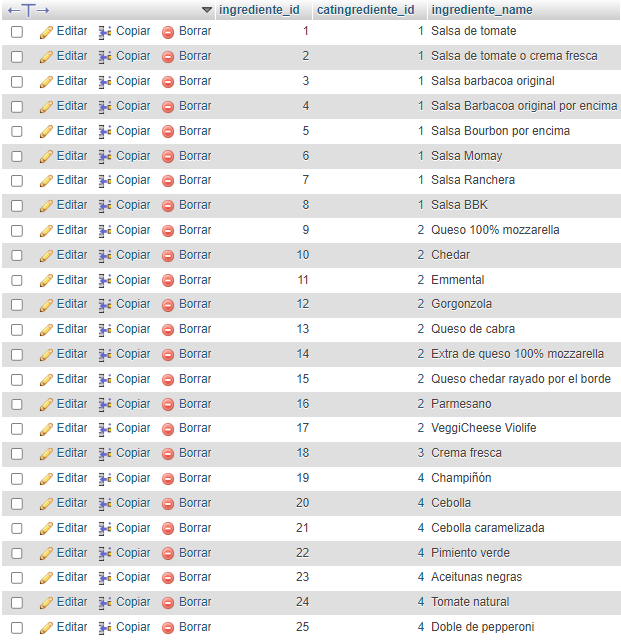 ingrediente_id catingrediente_id ingrediente_name
Editar Copiar Borrar 1 1 Salsa de tomate
Editar Copiar Borrar 2 1 Salsa de tomate o crema fresca
Editar Copiar Borrar 3 1 Salsa barbacoa original
Editar Copiar Borrar 4 1 Salsa Barbacoa original por encima
Editar Copiar Borrar 5 1 Salsa Bourbon por encima
Editar Copiar Borrar 6 1 Salsa Momay
Editar Copiar Borrar 7 1 Salsa Ranchera
Editar Copiar Borrar 8 1 Salsa BBK
Editar Copiar Borrar 9 2 Queso 100% mozzarella
Editar Copiar Borrar 10 2 Chedar
Editar Copiar Borrar 11 2 Emmental
Editar Copiar Borrar 12 2 Gorgonzola
Editar Copiar Borrar 13 2 Queso de cabra
Editar Copiar Borrar 14 2 Extra de queso 100% mozzarella
Editar Copiar Borrar 15 2 Queso chedar rayado por el borde
Editar Copiar Borrar 16 2 Parmesano
Editar Copiar Borrar 17 2 VeggiCheese Violife
Editar Copiar Borrar 18 3 Crema fresca
Editar Copiar Borrar 19 4 Champiñón
Editar Copiar Borrar 20 4 Cebolla
Editar Copiar Borrar 21 4 Cebolla caramelizada
Editar Copiar Borrar 22 4 Pimiento verde
Editar Copiar Borrar 23 4 Aceitunas negras
Editar Copiar Borrar 24 4 Tomate natural
Editar Copiar Borrar 25 4 Doble de pepperoni